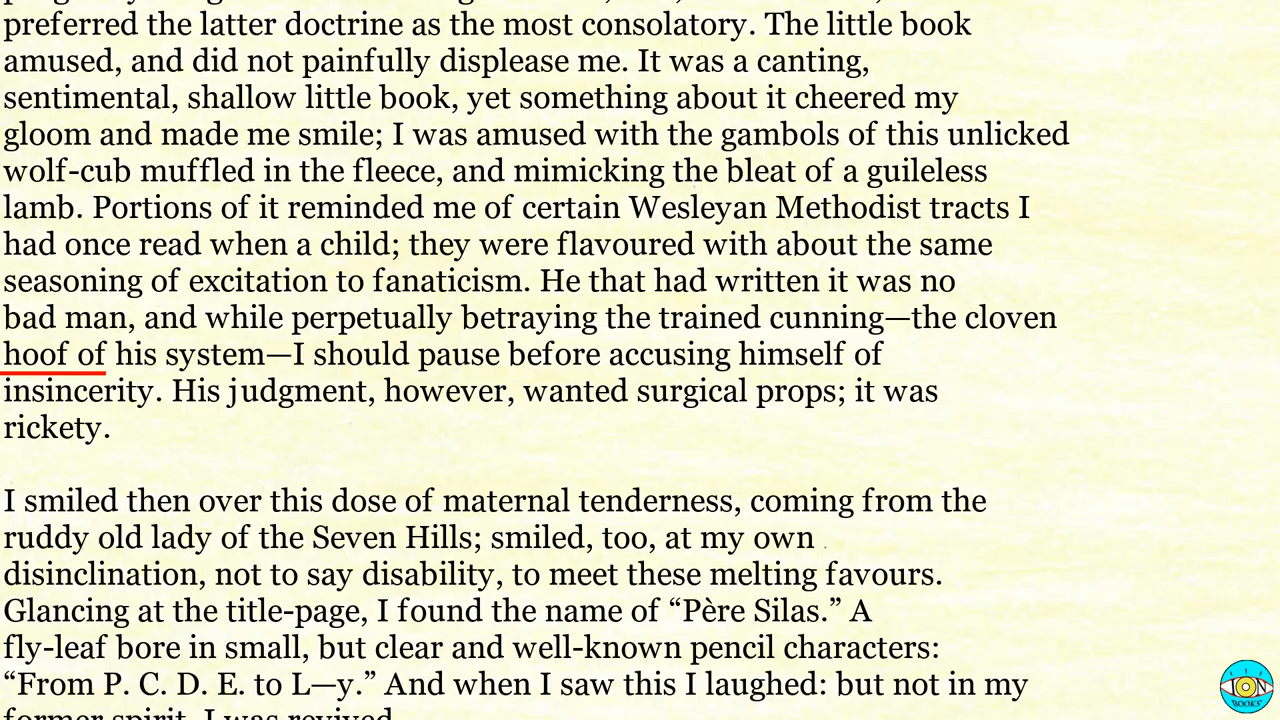 preferred the latter doctrine as the most consolatory. The little book
amused, and did not painfully displease me. It was a canting,
sentimental, shallow little book, yet something about it cheered my
gloom and made me smile; I was amused with the gambols of this unlicked
wolf-cub muffled in the fleece, and mimicking the bleat of a guileless
lamb. Portions of it reminded me of certain Wesleyan Methodist tracts I
had once read when a child; they were flavoured with about the same
seasoning of excitation to fanaticism. He that had written it was no
bad man, and while perpetually betraying the trained cunning—the cloven
hoof of his system—I should pause before accusing himself of
insincerity. His judgment, however, wanted surgical props; it was
rickety.
I smiled then over this dose of maternal tenderness, coming from the
ruddy old lady of the Seven Hills; smiled, too, at my own
disinclination, not to say disability, to meet these melting favours.
Glancing at the title-page, I found the name of “Père Silas.” A
fly-leaf bore in small, but clear and well-known pencil characters:
“From P. C. D. E. to L—y.” And when I saw this I laughed: but not in my
former spirit. I was revived.
ION
BOOKS